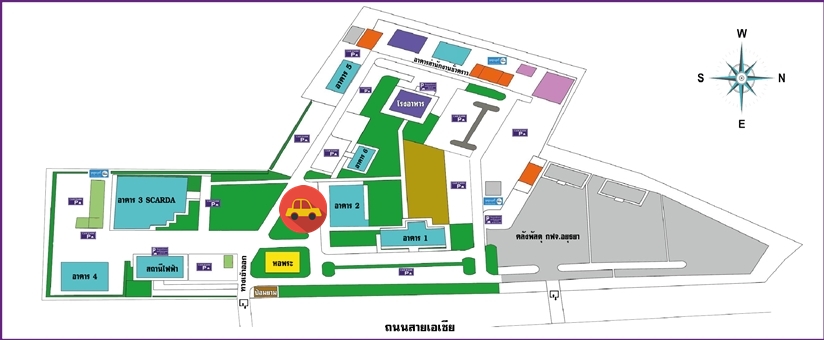 W
S N
E
อาคารสำนักงานชั่วคราว
อาคาร 5
โรงอาหาร
อาคาร 6
อาคาร 3 SCARDA
อาคาร 2
อาคาร 1
คลังพัสดุ กฟจ.อยุธยา
อาคาร 4
สถานีไฟฟ้า
ทางเข้าออก
หอพระ
ป้อมยาม
ถนนสายเอเซีย